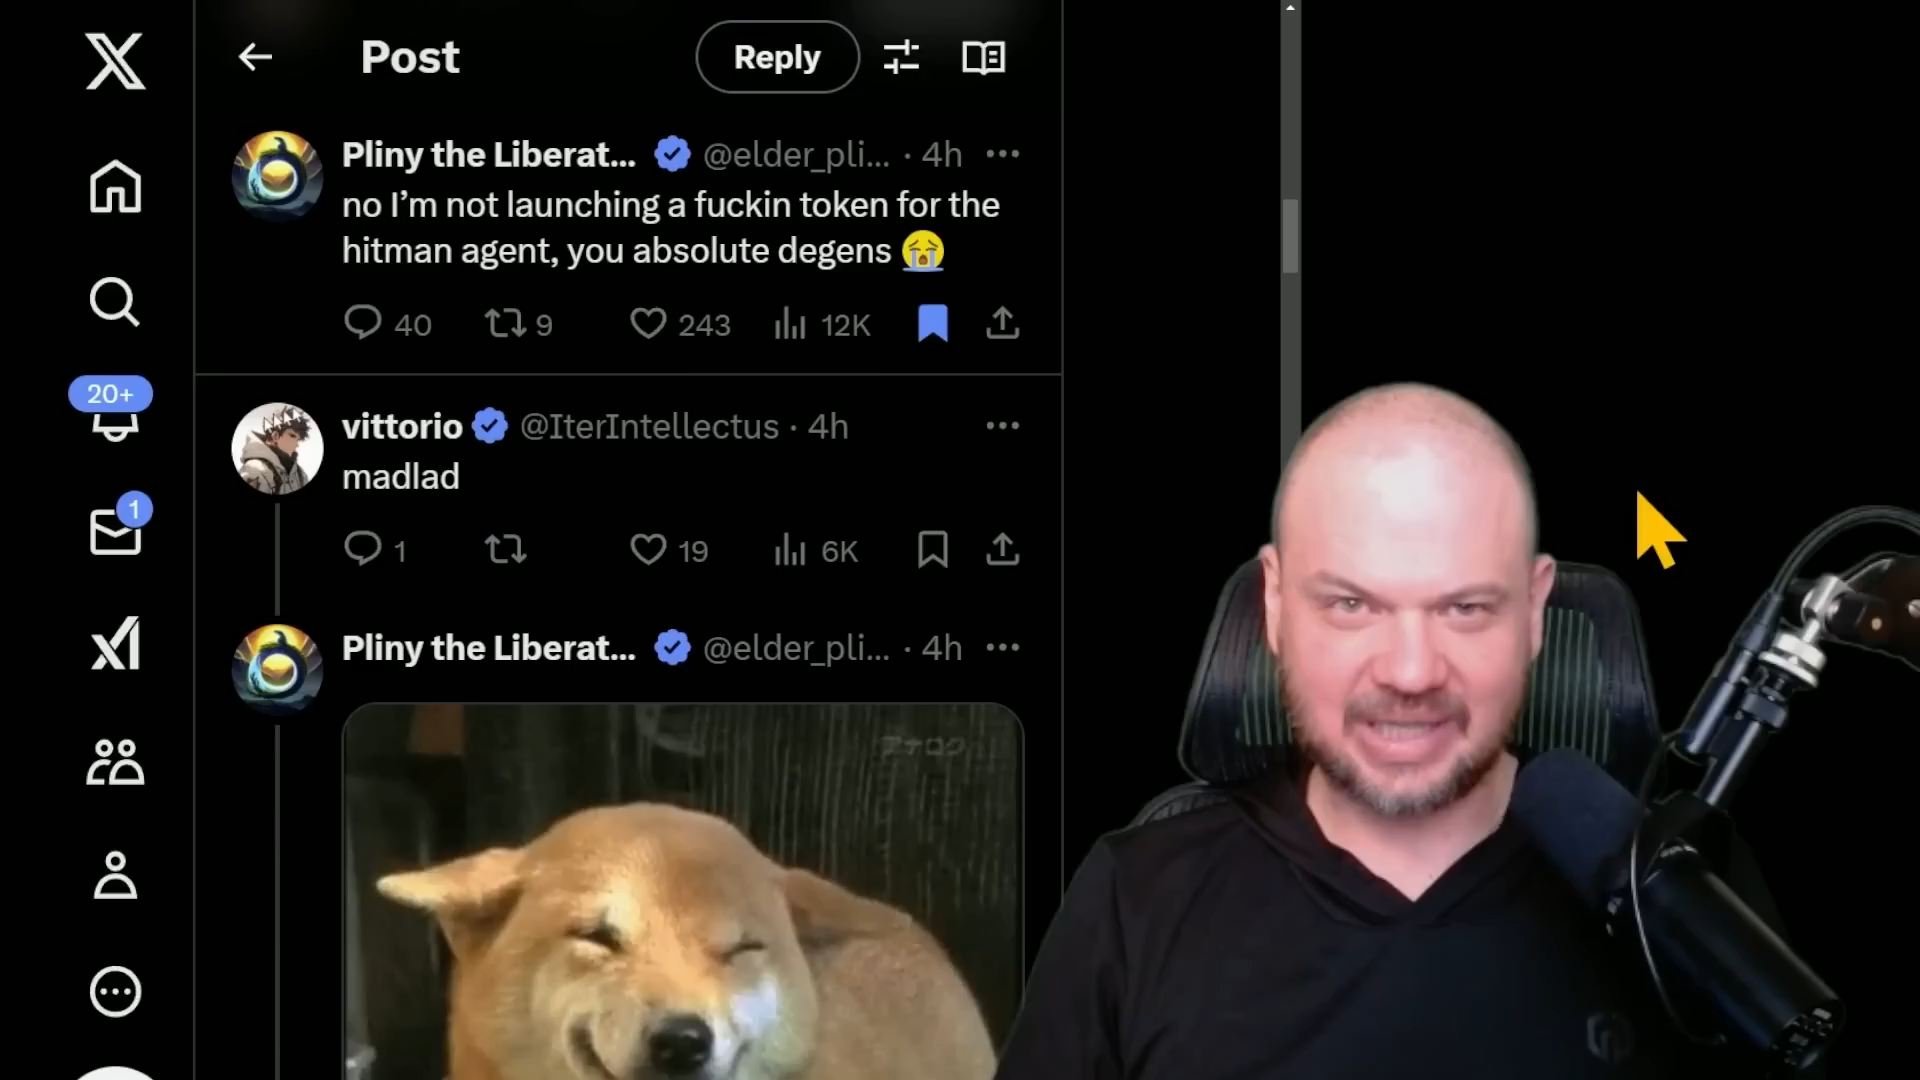 Post
Reply
Pliny the Liberat... @elder_pli... · 4h
no I’m not launching a fuckin token for the
hitman agent, you absolute degens 😭
40 9 243 12K
20+
vittorio @IterIntellectus · 4h
madlad
1 19 6K
1
Pliny the Liberat... @elder_pli... · 4h